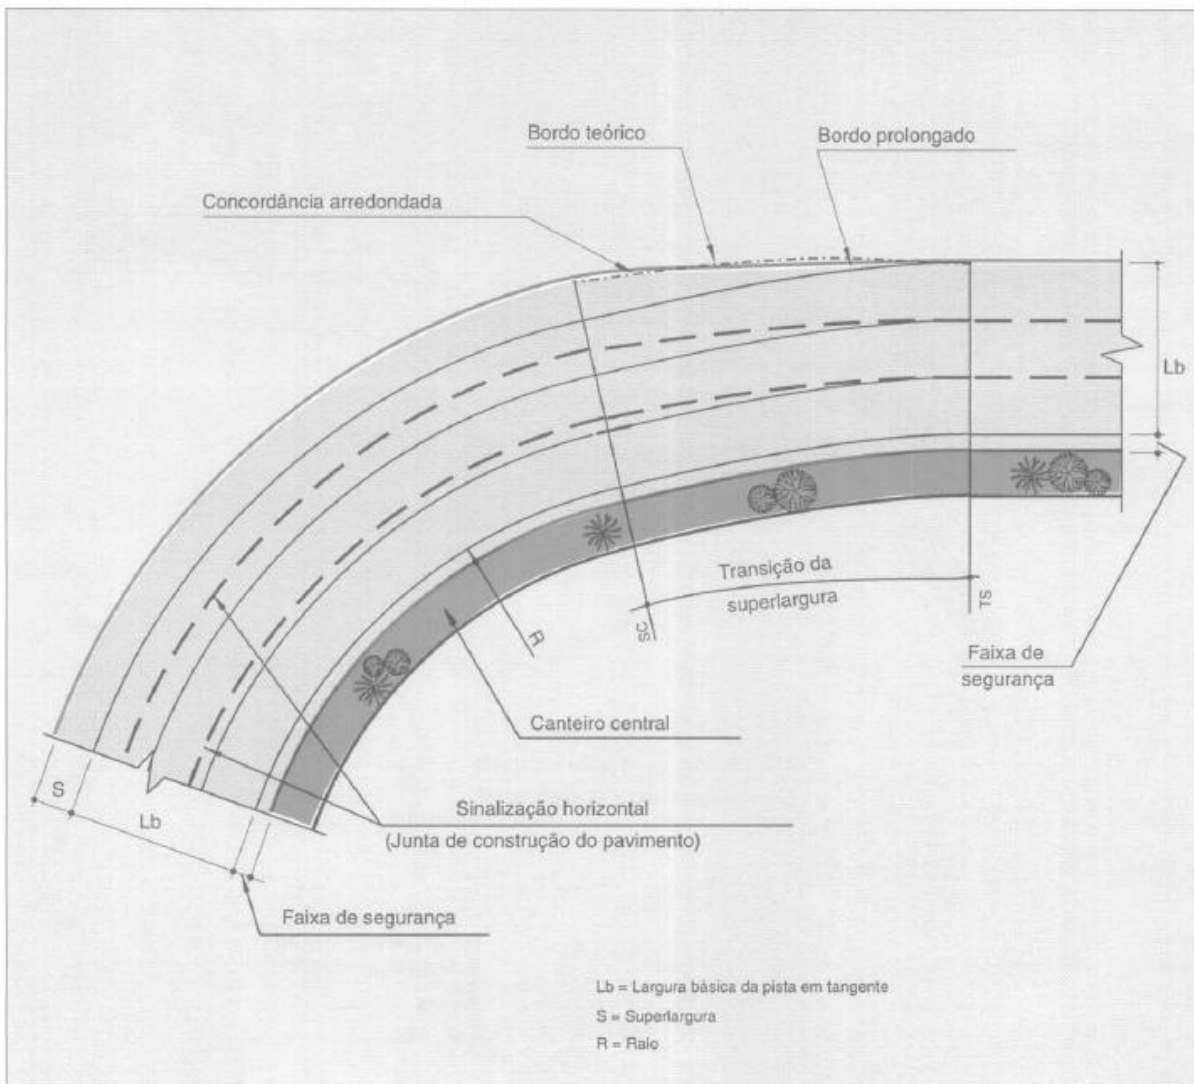 Bordo teórico
Bordo prolongado
Concordância arredondada
Lb
Transição da
superlargura
SC
TS
R
Faixa de
segurança
Canteiro central
S
Lb
Sinalização horizontal
(Junta de construção do pavimento)
Faixa de segurança
Lb = Largura básica da pista em tangente
S = Superlargura
R = Raio